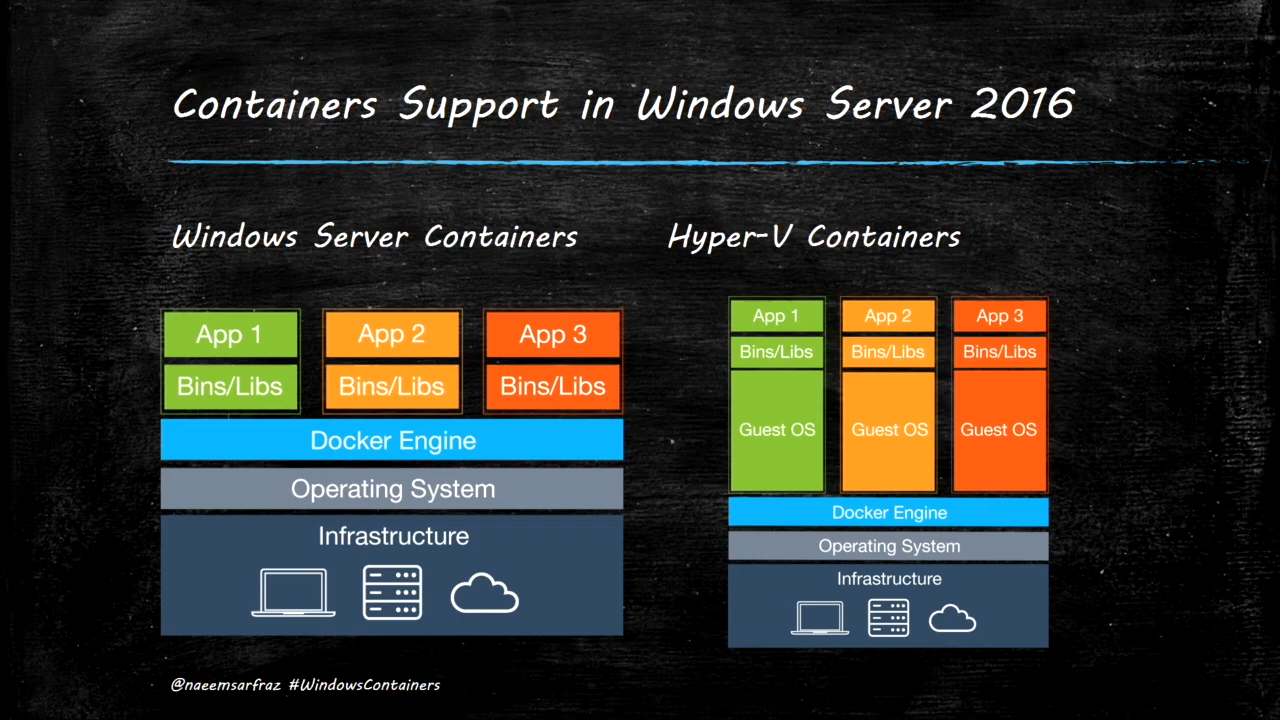 Containers Support in Windows Server 2016
Windows Server Containers
App 1
App 2
App 3
Bins/Libs
Bins/Libs
Bins/Libs
Docker Engine
Operating System
Infrastructure
Hyper-V Containers
App 1
App 2
App 3
Bins/Libs
Bins/Libs
Bins/Libs
Guest OS
Guest OS
Guest OS
Docker Engine
Operating System
Infrastructure
@naeemsarfraz #WindowsContainers